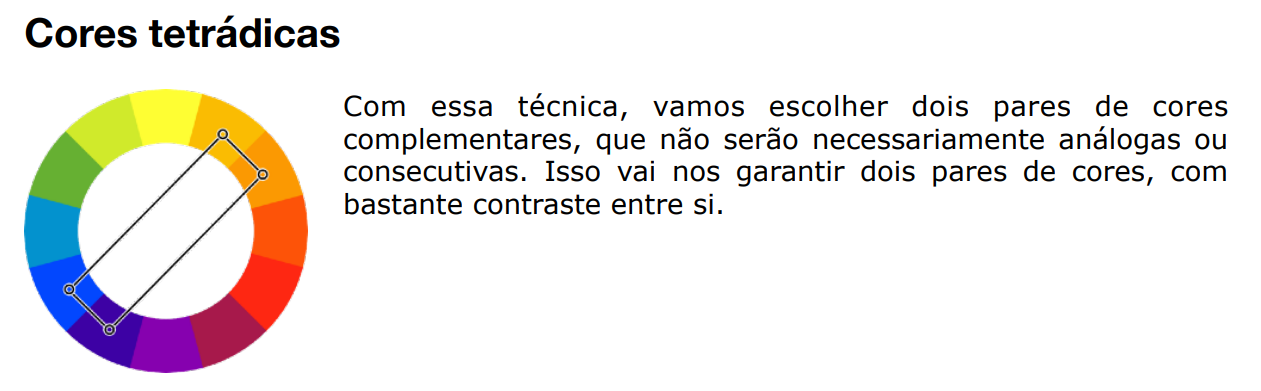 Cores tetrádicas
Com essa técnica, vamos escolher dois pares de cores
complementares, que não serão necessariamente análogas ou
consecutivas. Isso vai nos garantir dois pares de cores, com
bastante contraste entre si.